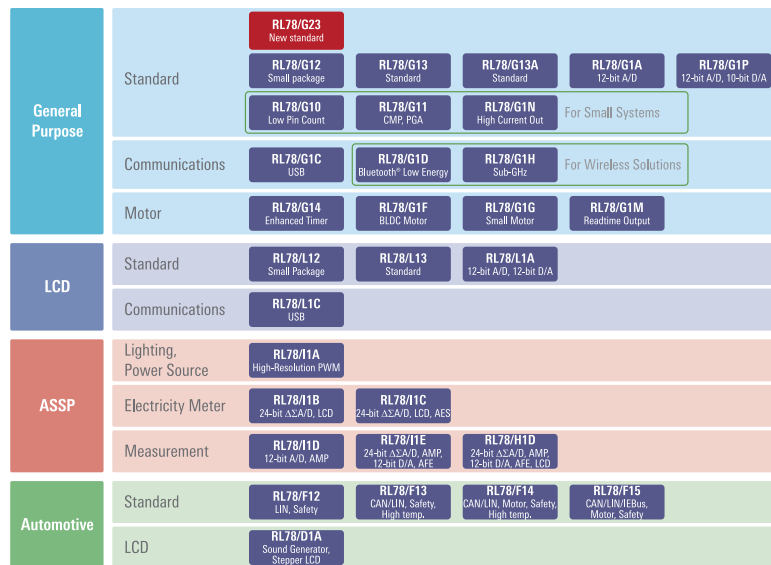 RL78/G23
New standard
General
Purpose
Standard
RL78/G12
Small package
RL78/G13
Standard
RL78/G13A
Standard
RL78/G1A
12-bit A/D
RL78/G1P
12-bit A/D, 10-bit D/A
RL78/G10
Low Pin Count
RL78/G11
CMP, PGA
RL78/G1N
High Current Out
For Small Systems
Communications
RL78/G1C
USB
RL78/G1D
Bluetooth® Low Energy
RL78/G1H
Sub-GHz
For Wireless Solutions
Motor
RL78/G14
Enhanced Timer
RL78/G1F
BLDC Motor
RL78/G1G
Small Motor
RL78/G1M
Readtime Output
LCD
Standard
RL78/L12
Small Package
RL78/L13
Standard
RL78/L1A
12-bit A/D, 12-bit D/A
Communications
RL78/L1C
USB
ASSP
Lighting,
Power Source
RL78/I1A
High-Resolution PWM
Electricity Meter
RL78/I1B
24-bit ΔΣA/D, LCD
RL78/I1C
24-bit ΔΣA/D, LCD, AES
Measurement
RL78/I1D
12-bit A/D, AMP
RL78/I1E
24-bit ΔΣA/D, AMP,
12-bit D/A, AFE
RL78/H1D
24-bit ΔΣA/D, AMP,
12-bit D/A, AFE, LCD
Automotive
Standard
RL78/F12
LIN, Safety
RL78/F13
CAN/LIN, Safety,
High temp.
RL78/F14
CAN/LIN, Motor, Safety,
High temp.
RL78/F15
CAN/LIN/IEBus,
Motor, Safety
LCD
RL78/D1A
Sound Generator,
Stepper LCD